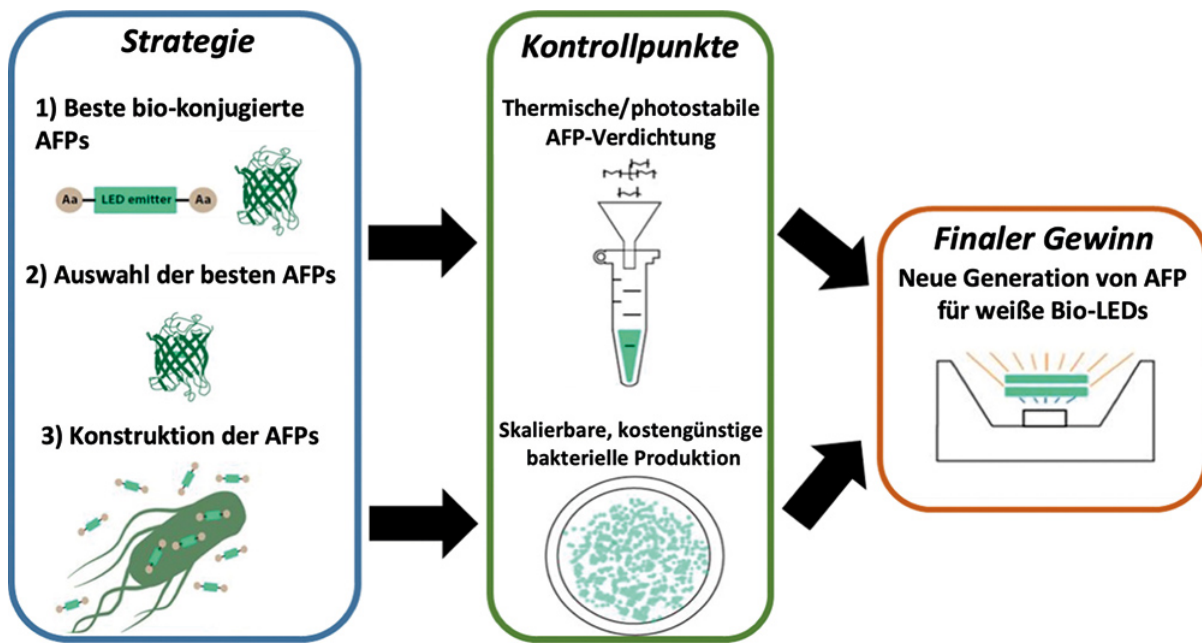 Strategie
1) Beste bio-konjugierte
AFPs
Aa LED emitter Aa
2) Auswahl der besten AFPs
3) Konstruktion der AFPs
Kontrollpunkte
Thermische/photostabile
AFP-Verdichtung
Skalierbare, kostengünstige
bakterielle Produktion
Finaler Gewinn
Neue Generation von AFP
für weiße Bio-LEDs